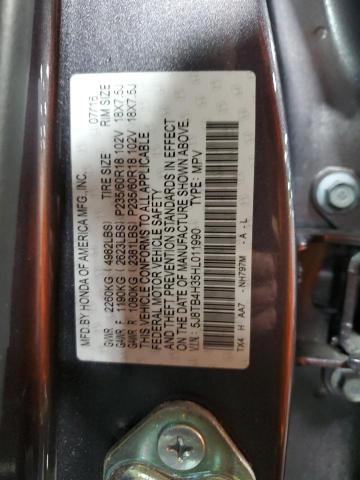 MFD.BY HONDA OF AMERICA MFG.,INC. 07/16
TIRE SIZE RIM SIZE
GVWR 2260KG (4982LBS)
GAWR F 1190KG (2623LBS) P235/60R18 102V 18X7.5J
GAWR R 1080KG (2381LBS) P235/60R18 102V 18X7.5J
THIS VEHICLE CONFORMS TO ALL APPLICABLE
FEDERAL MOTOR VEHICLE SAFETY
AND THEFT PREVENTION STANDARDS IN EFFECT
ON THE DATE OF MANUFACTURE SHOWN ABOVE.
V.I.N.: 5J8TB4H35HL011990 TYPE: MPV
TX4 H AA7 - NH797M - A - L